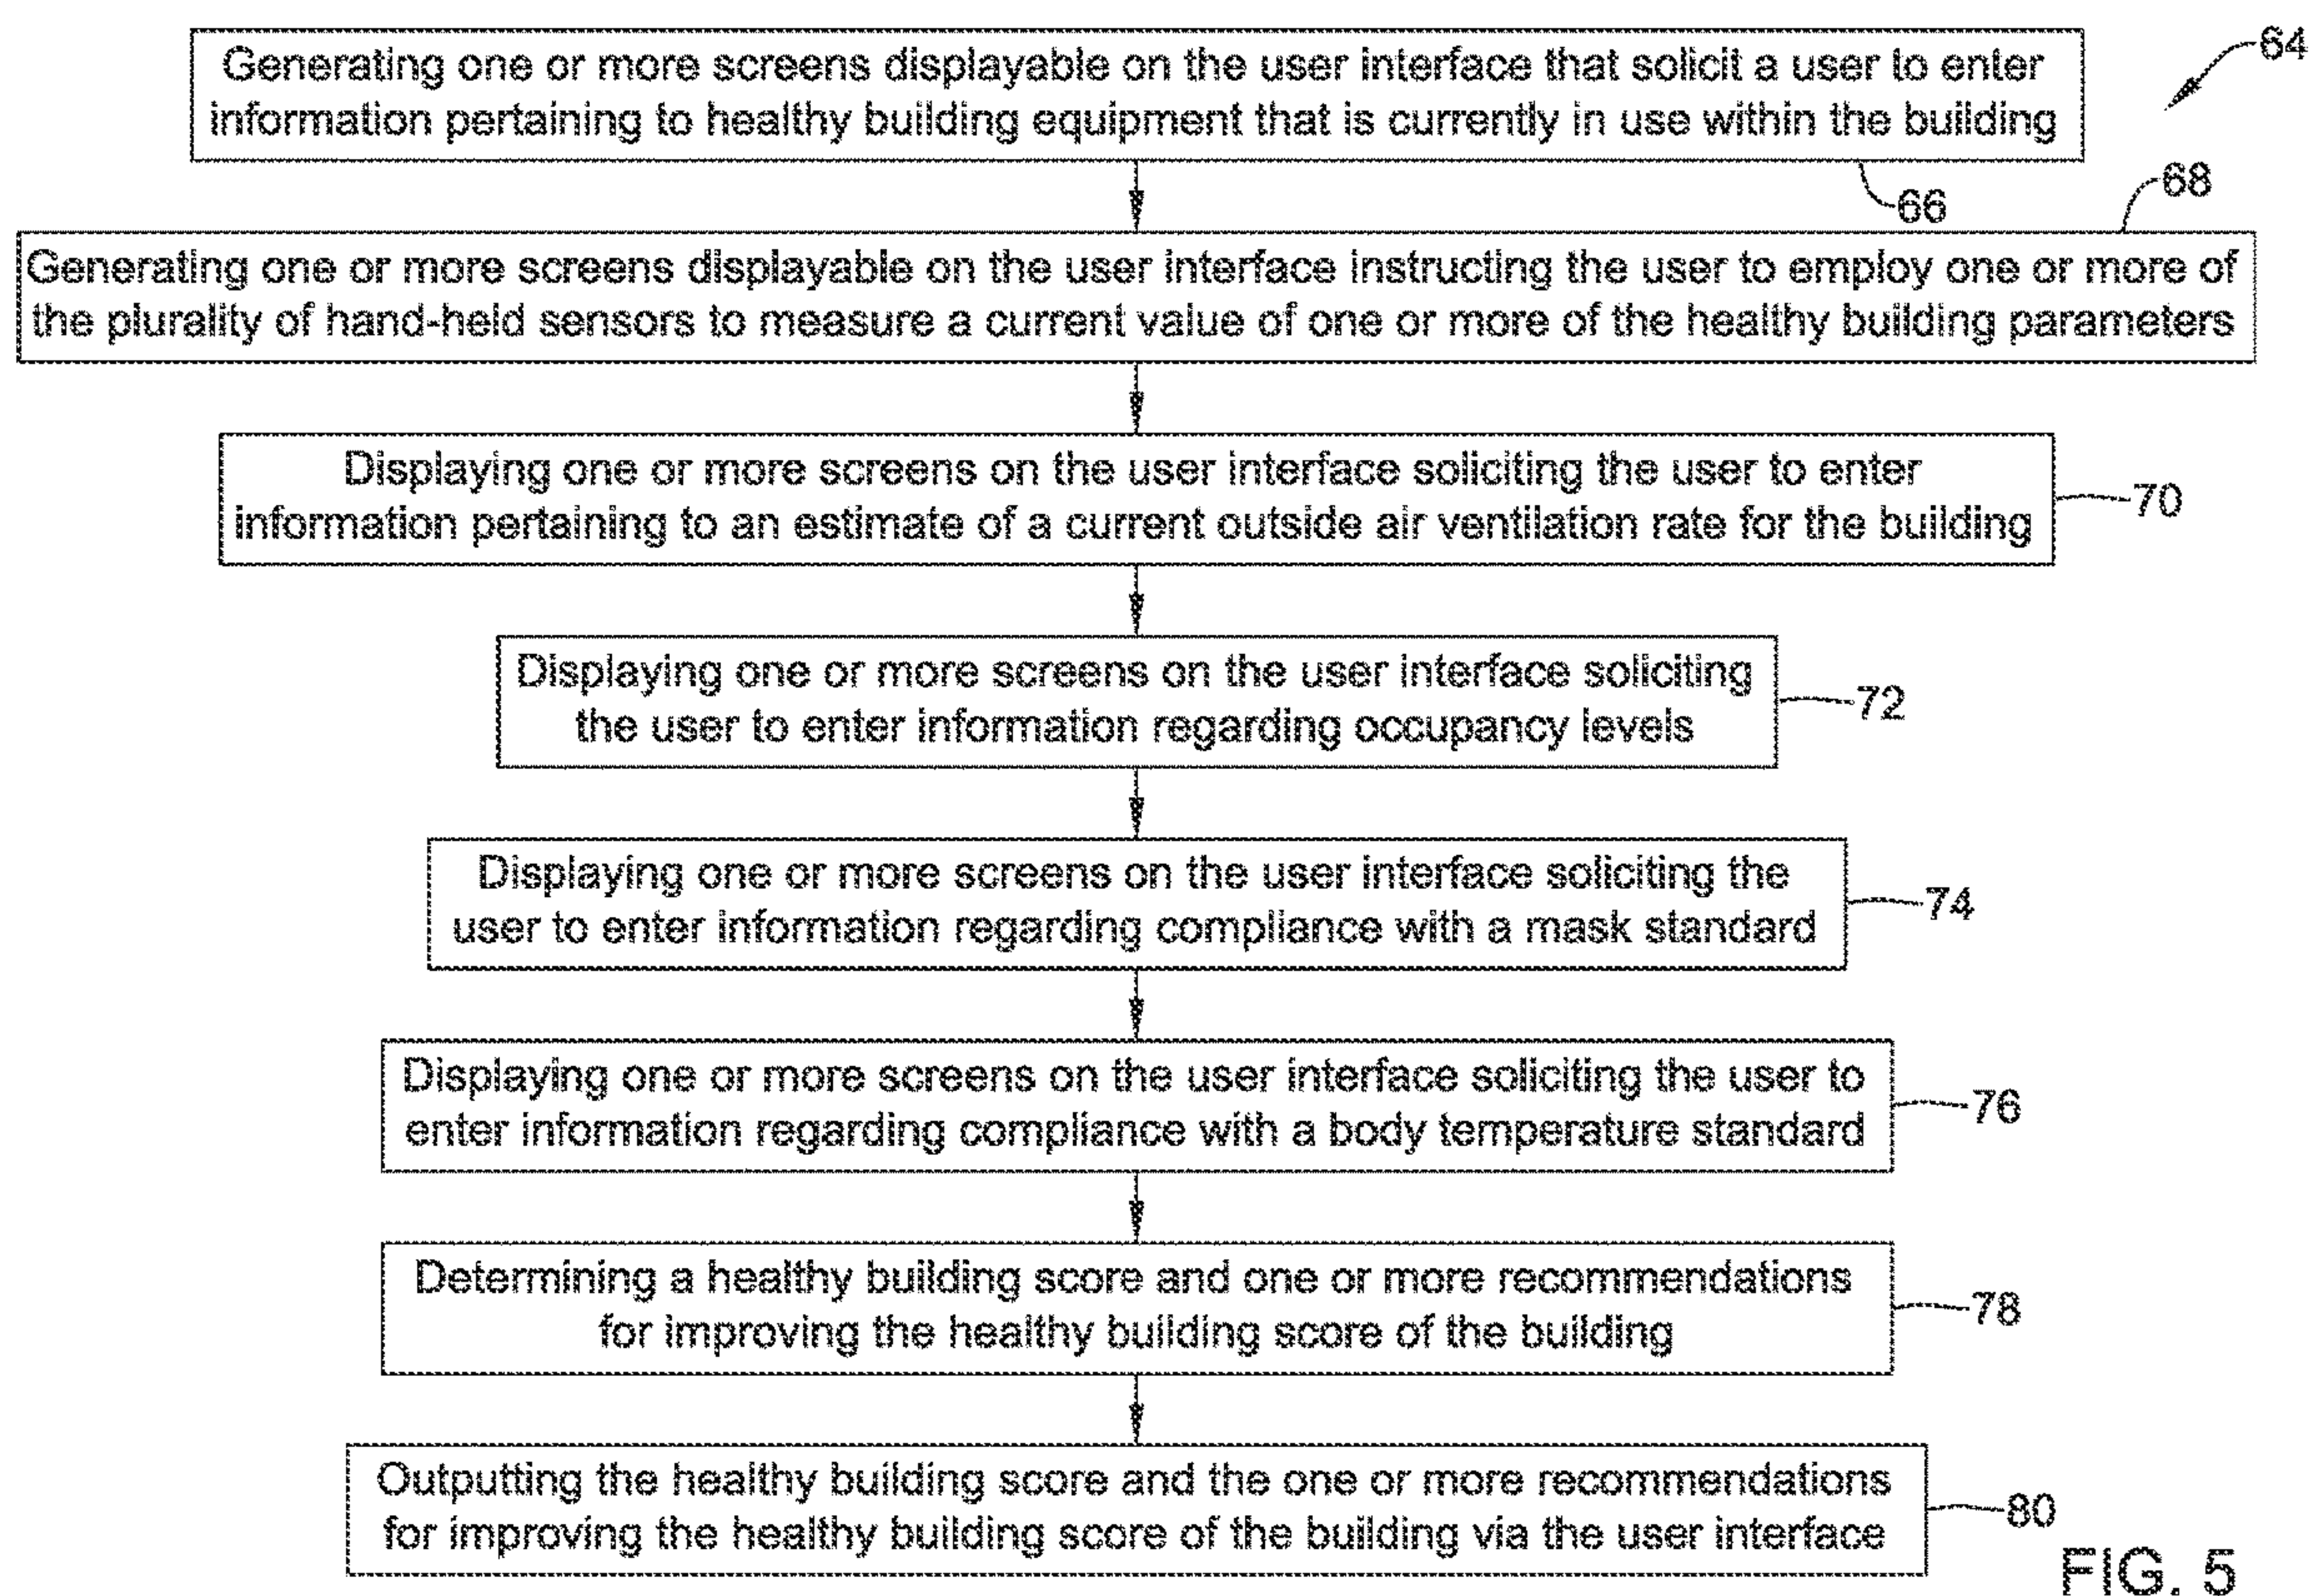 64
Generating one or more screens displayable on the user interface that solicit a user to enter
information pertaining to healthy building equipment that is currently in use within the building
66
68
Generating one or more screens displayable on the user interface instructing the user to employ one or more of
the plurality of hand-held sensors to measure a current value of one or more of the healthy building parameters
Displaying one or more screens on the user interface soliciting the user to enter
information pertaining to an estimate of a current outside air ventilation rate for the building
70
Displaying one or more screens on the user interface soliciting
the user to enter information regarding occupancy levels
72
Displaying one or more screens on the user interface soliciting the
user to enter information regarding compliance with a mask standard
74
Displaying one or more screens on the user interface soliciting the user to
enter information regarding compliance with a body temperature standard
76
Determining a healthy building score and one or more recommendations
for improving the healthy building score of the building
78
Outputting the healthy building score and the one or more recommendations
for improving the healthy building score of the building via the user interface
80
FIG. 5